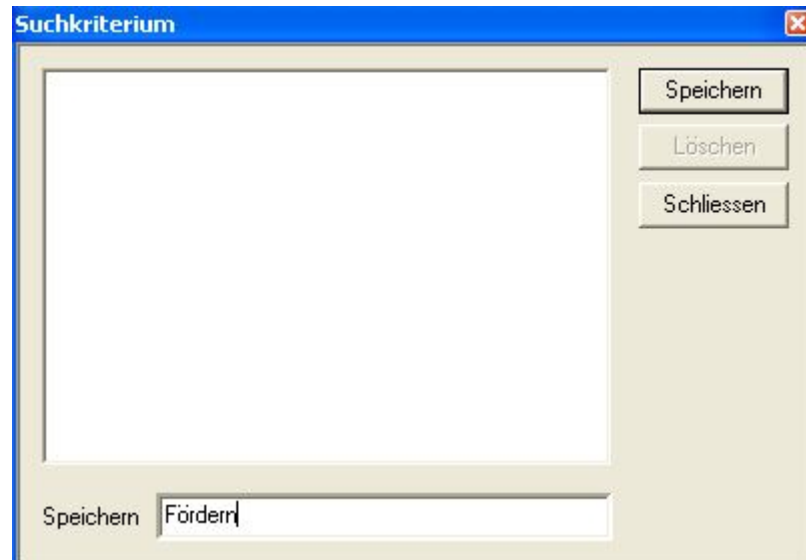 Suchkriterium
Speichern
Löschen
Schliessen
Speichern Fördern